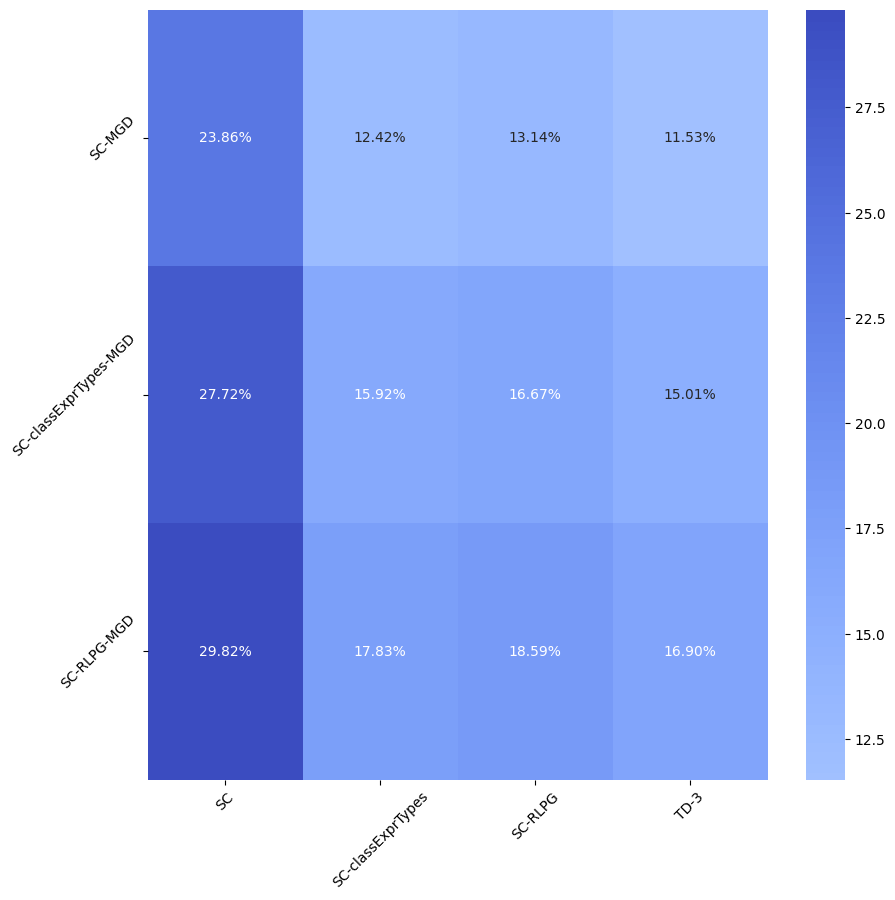 SC-MGD
23.86% 12.42% 13.14% 11.53%
SC-classExprTypes-MGD
27.72% 15.92% 16.67% 15.01%
SC-RLPG-MGD
29.82% 17.83% 18.59% 16.90%
SC SC-classExprTypes SC-RLPG TD-3
27.5
25.0
22.5
20.0
17.5
15.0
12.5